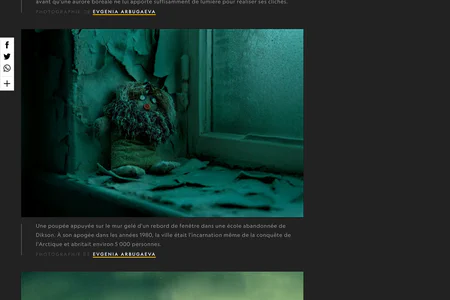 avant qu'une aurore boréale ne lui apporte suffisamment de lumière pour réaliser ses clichés.
PHOTOGRAPHIE DE EVGENIA ARBUGAEVA
Une poupée appuyée sur le mur gelé d'un rebord de fenêtre dans une école abandonnée de
Dikson. À son apogée dans les années 1980, la ville était l'incarnation même de la conquête de
l'Arctique et abritait environ 5 000 personnes.
PHOTOGRAPHIE DE EVGENIA ARBUGAEVA